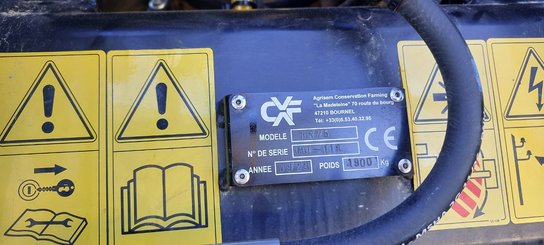 CVF
Agrisem Conservation Farming
"La Madeleine" 70 route du bourg
47210 BOURNEL
Tél: +33(0)5.53.40.32.95
MODELE
N° DE SERIE
CE
ANNEE POIDS 1900 Kg